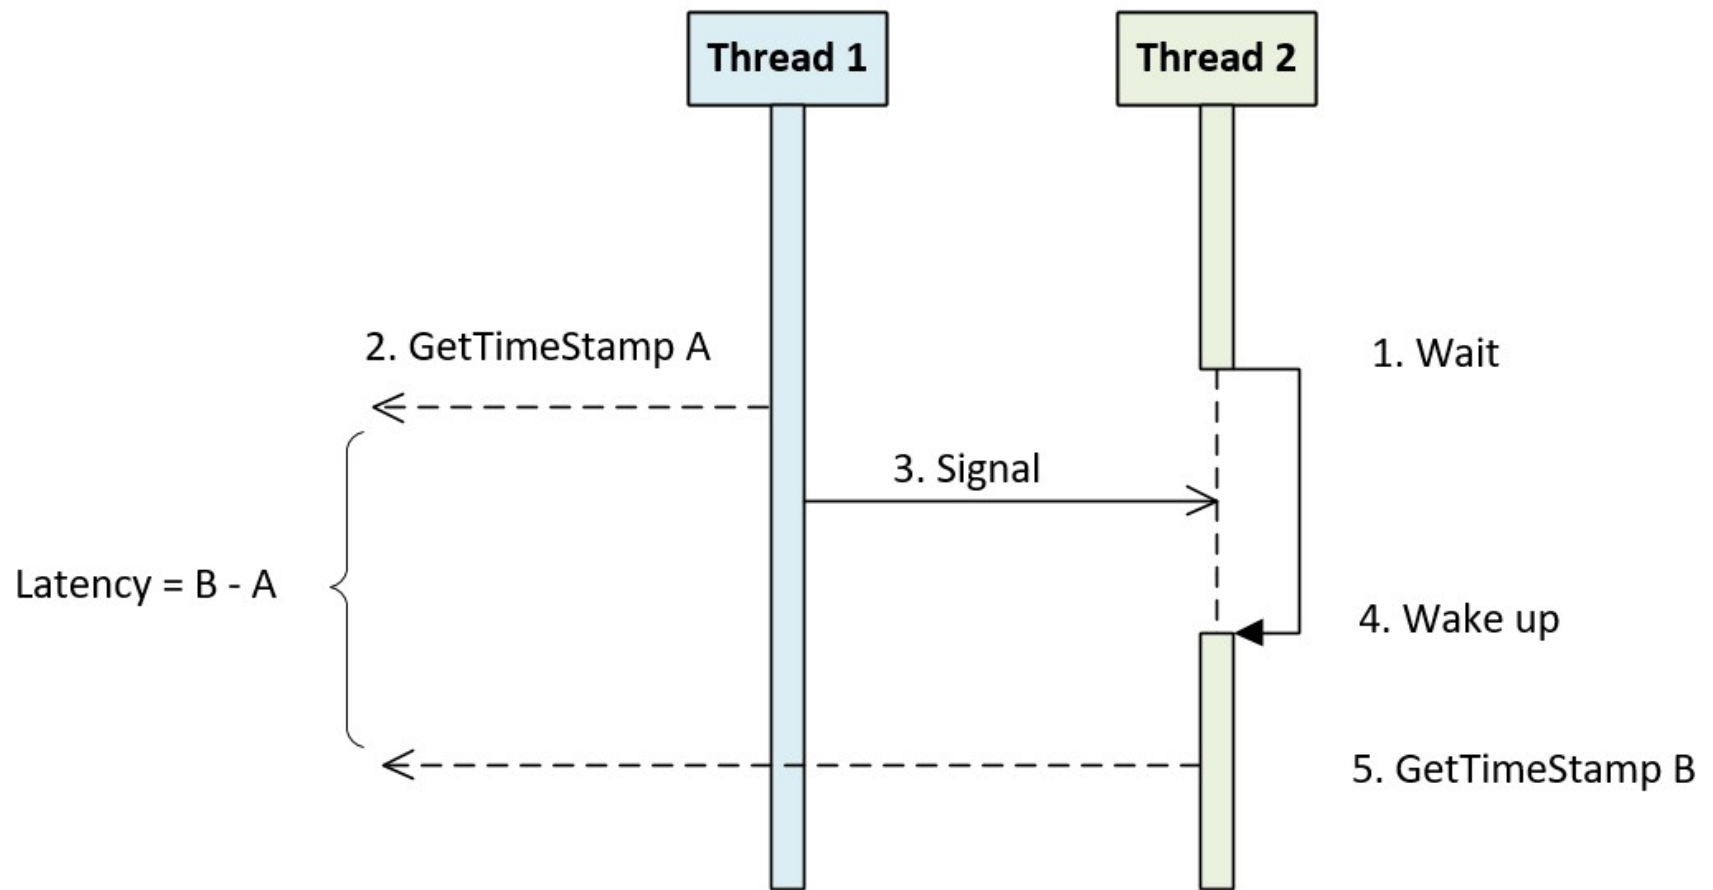 Thread 1
Thread 2
2. GetTimeStamp A
1. Wait
3. Signal
Latency = B - A
4. Wake up
5. GetTimeStamp B